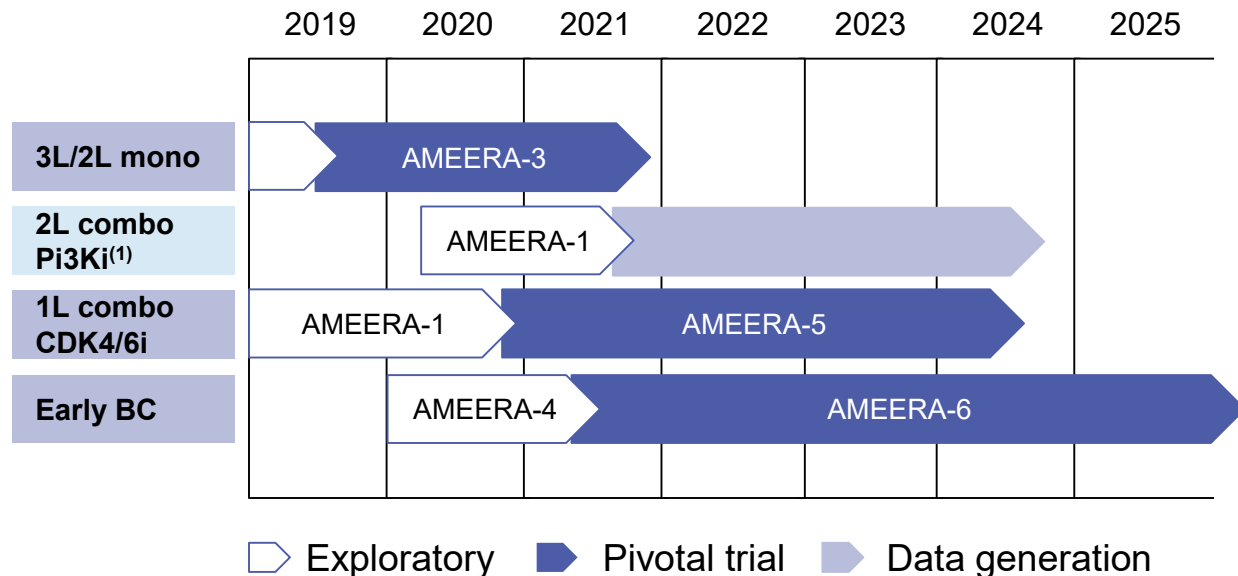 2019 2020 2021 2022 2023 2024 2025
3L/2L mono
AMEERA-3
2L combo
Pi3Ki(1)
AMEERA-1
1L combo
CDK4/6i
AMEERA-1
AMEERA-5
Early BC
AMEERA-4
AMEERA-6
Exploratory Pivotal trial Data generation